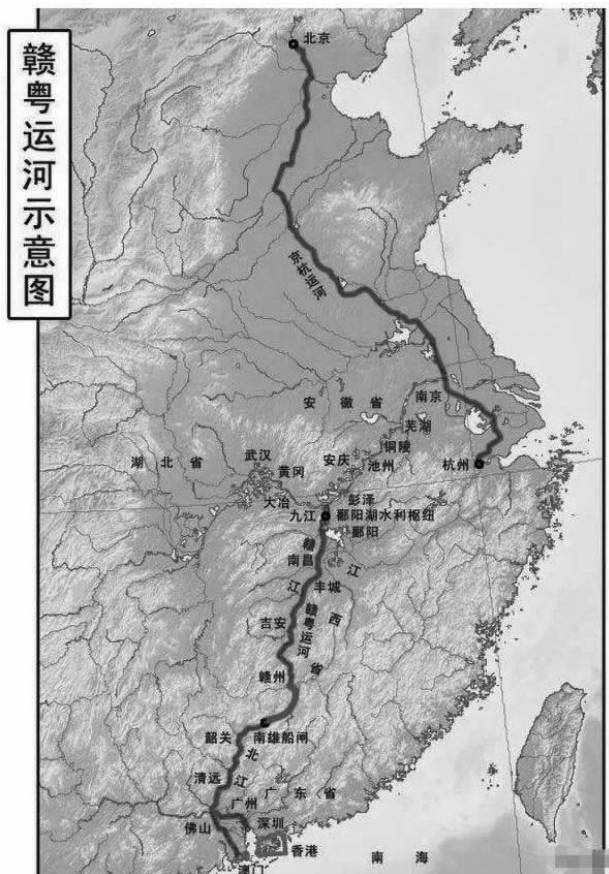 赣粤运河示意图
北京
京杭运河
安徽省
南京
芜湖
铜陵
湖北省
武汉
黄冈
安庆
池州
杭州
大冶
彭泽
九江
鄱阳湖水利枢纽
鄱阳
赣江
南昌
江西省
丰城
赣粤运河
吉安
赣州
韶关
南雄船闸
北江
清远
广东省
广州
佛山
深圳
香港
澳门
南海